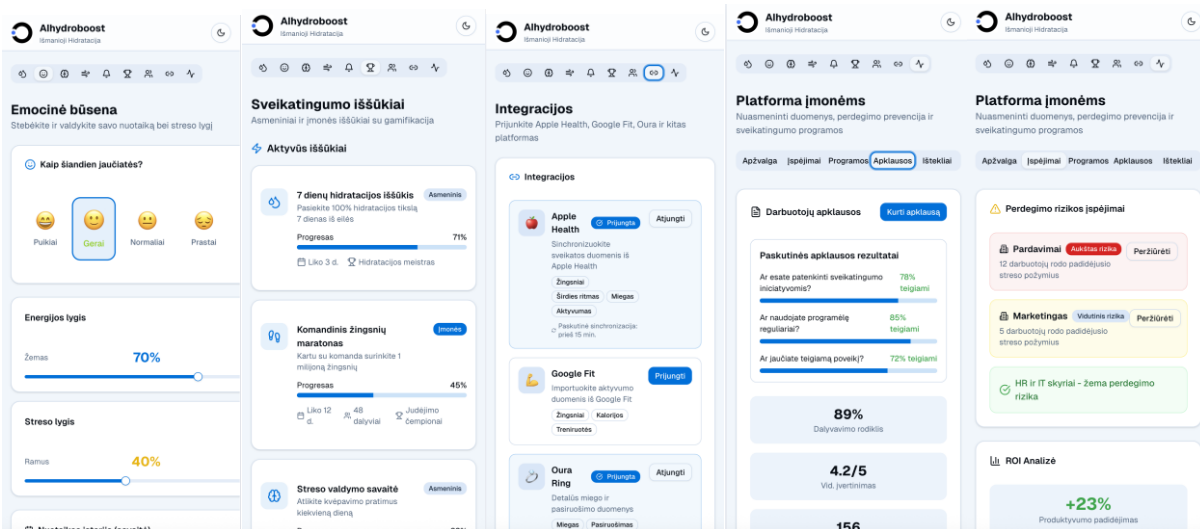 AIhydroboost
Išmanioji Hidratacija
Emocinė būsena
Stebėkite ir valdykite savo nuotaiką bei streso lygį
Kaip šiandien jaučiatės?
Puikiai
Gerai
Normaliai
Prastai
Energijos lygis
Žemas
70%
Streso lygis
Ramus
40%
AIhydroboost
Išmanioji Hidratacija
Sveikatingumo iššūkiai
Asmeniniai ir įmonės iššūkiai su gamifikacija
Aktyvūs iššūkiai
7 dienų hidratacijos iššūkis
Asmeninis
Pasiekite 100% hidratacijos tikslą
7 dienas iš eilės
Progresas
71%
Liko 3 d.
Hidratacijos meistras
Komandinis žingsnių
maratonas
Įmonės
Kartu su komanda surinkite 1
milijoną žingsnių
Progresas
45%
Liko 12
d.
48
dalyviai
Judėjimo
čempionai
Streso valdymo savaitė
Asmeninis
Atlikite kvėpavimo pratimus
kiekvieną dieną
AIhydroboost
Išmanioji Hidratacija
Integracijos
Prijunkite Apple Health, Google Fit, Oura ir kitas
platformas
Integracijos
Apple
Health
Prijungta
Atjungti
Sinchronizuokite
sveikatos duomenis iš
Apple Health
Žingsniai
Širdies ritmas
Miegas
Aktyvumas
Paskutinė sinchronizacija:
prieš 15 min.
Google Fit
Prijungti
Importuokite aktyvumo
duomenis iš Google Fit
Žingsniai
Kalorijos
Treniruotės
Oura
Ring
Prijungta
Atjungti
Detalūs miego ir
pasiruošimo duomenys
Miegas
Pasiruošimas
AIhydroboost
Išmanioji Hidratacija
Platforma įmonėms
Nuasmeninti duomenys, perdegimo prevencija ir
sveikatingumo programos
Apžvalga
Įspėjimai
Programos
Apklausos
Ištekliai
Darbuotojų apklausos
Kurti apklausą
Paskutinės apklausos rezultatai
Ar esate patenkinti sveikatingumo
iniciatyvomis?
78%
teigiami
Ar naudojate programėlę
reguliariai?
85%
teigiami
Ar jaučiate teigiamą poveikį?
72% teigiami
89%
Dalyvavimo rodiklis
4.2/5
Vid. įvertinimas
156
AIhydroboost
Išmanioji Hidratacija
Platforma įmonėms
Nuasmeninti duomenys, perdegimo prevencija ir
sveikatingumo programos
Apžvalga
Įspėjimai
Programos
Apklausos
Ištekliai
Perdegimo rizikos įspėjimai
Pardavimai
Aukštas rizika
Peržiūrėti
12 darbuotojų rodo padidėjusio
streso požymius
Marketingas
Vidutinis rizika
Peržiūrėti
5 darbuotojų rodo padidėjusio
streso požymius
HR ir IT skyriai - žema perdegimo
rizika
ROI Analizė
+23%
Produktyvumo padidėjimas